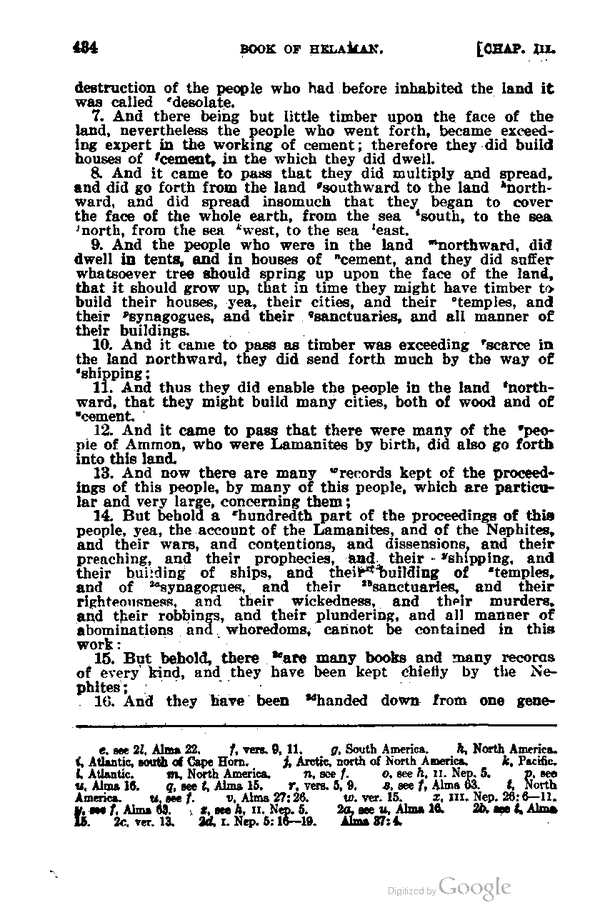 484 BOOK OF HELAMAN. [CHAP. III.
destruction of the people who had before inhabited the land it
was called ᵉdesolate.
7. And there being but little timber upon the face of the
land, nevertheless the people who went forth, became exceed-
ing expert in the working of cement; therefore they did build
houses of ᶠcement, in the which they did dwell.
8. And it came to pass that they did multiply and spread,
and did go forth from the land ᵍsouthward to the land ʰnorth-
ward, and did spread insomuch that they began to cover
the face of the whole earth, from the sea ⁱsouth, to the sea
ʲnorth, from the sea ᵏwest, to the sea ˡeast.
9. And the people who were in the land ᵐnorthward, did
dwell in tents, and in houses of ⁿcement, and they did suffer
whatsoever tree should spring up upon the face of the land,
that it should grow up, that in time they might have timber to
build their houses, yea, their cities, and their ᵒtemples, and
their ᵖsynagogues, and their qsanctuaries, and all manner of
their buildings.
10. And it came to pass as timber was exceeding ʳscarce in
the land northward, they did send forth much by the way of
ˢshipping;
11. And thus they did enable the people in the land ᵗnorth-
ward, that they might build many cities, both of wood and of
ᵘcement.
12. And it came to pass that there were many of the ᵛpeo-
ple of Ammon, who were Lamanites by birth, did also go forth
into this land.
13. And now there are many ʷrecords kept of the proceed-
ings of this people, by many of this people, which are particu-
lar and very large, concerning them;
14. But behold a ˣhundredth part of the proceedings of this
people, yea, the account of the Lamanites, and of the Nephites,
and their wars, and contentions, and dissensions, and their
preaching, and their prophecies, and their ʸshipping, and
their building of ships, and their building of ᶻtemples,
and of ²ᵃsynagogues, and their ²ᵇsanctuaries, and their
righteousness, and their wickedness, and their murders,
and their robbings, and their plundering, and all manner of
abominations and whoredoms, cannot be contained in this
work:
15. But behold, there ²ᶜare many books and many records
of every kind, and they have been kept chiefly by the Ne-
phites;
16. And they have been ²ᵈhanded down from one gene-
e, see 2l, Alma 22. f, vers. 9, 11. g, South America. h, North America.
i, Atlantic, south of Cape Horn. j, Arctic, north of North America. k, Pacific.
l, Atlantic. m, North America. n, see f. o, see h, II. Nep. 5. p, see
u, Alma 16. q, see t, Alma 15. r, vers. 5, 9. s, see f, Alma 63. t, North
America. u, see f. v, Alma 27: 26. w, ver. 15. x, III. Nep. 26: 6—11.
y, see f, Alma 63. z, see h, II. Nep. 5. 2a, see u, Alma 16. 2b, see t, Alma
15. 2c, ver. 13. 2d, I. Nep. 5: 16—19. Alma 37: 4.
Digitized by Google